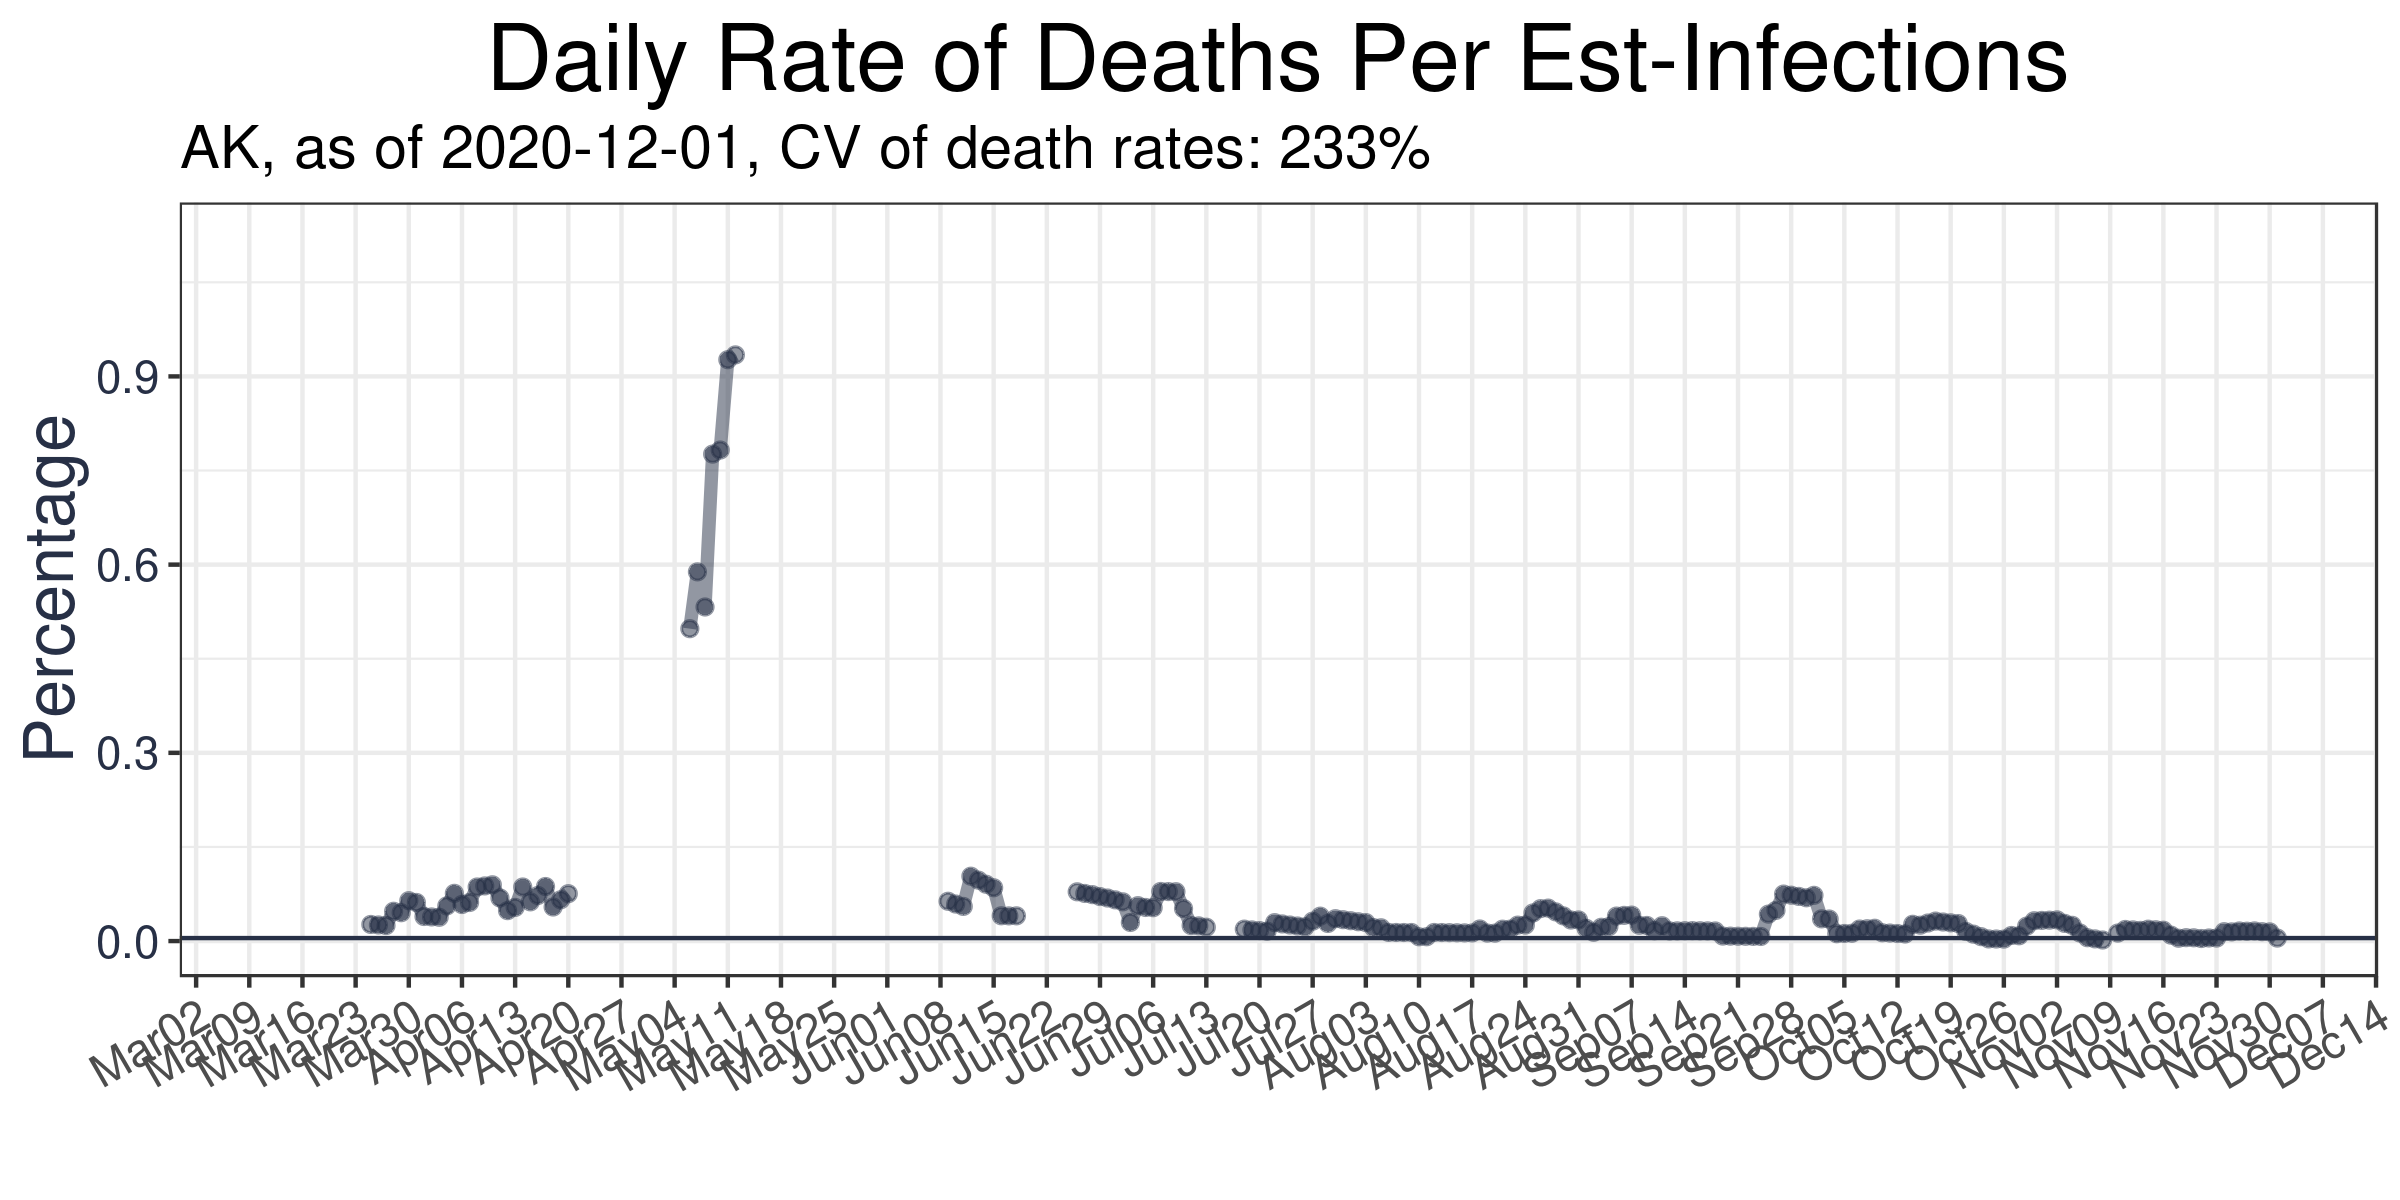 Daily Rate of Deaths Per Est-Infections
AK, as of 2020-12-01, CV of death rates: 233%
Percentage
0.9
0.6
0.3
0.0
Mar02
Mar09
Mar16
Mar23
Mar30
Apr06
Apr13
Apr20
Apr27
May04
May11
May18
May25
Jun01
Jun08
Jun15
Jun22
Jun29
Jul06
Jul13
Jul20
Jul27
Aug03
Aug10
Aug17
Aug24
Aug31
Sep07
Sep14
Sep21
Sep28
Oct05
Oct12
Oct19
Oct26
Nov02
Nov09
Nov16
Nov23
Nov30
Dec07
Dec14